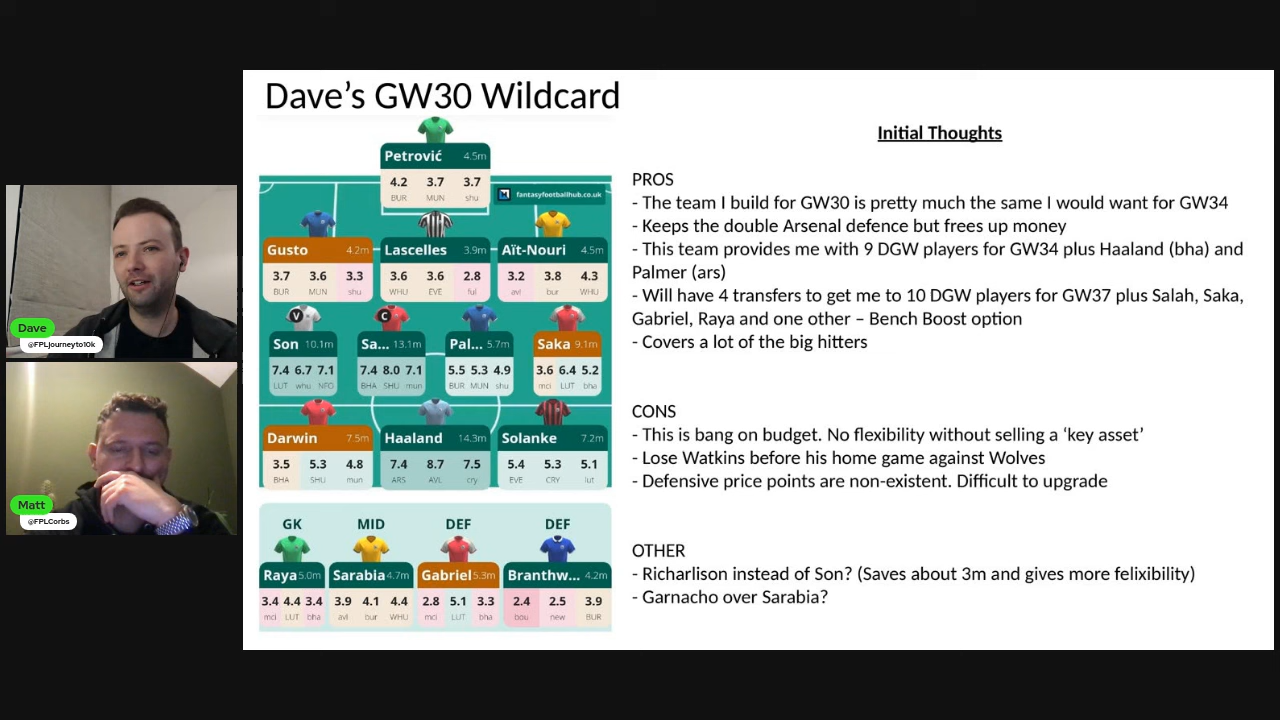 Dave's GW30 Wildcard
Petrović 4.5m
4.2 3.7 3.7
BUR MUN shu
fantasyfootballhub.co.uk
Gusto 4.2m Lascelles 3.9m Aït-Nouri 4.5m
3.7 3.6 3.3 3.6 3.6 2.8 3.2 3.8 4.3
BUR MUN shu WHU EVE ful avl bur WHU
V C
Son 10.1m Sa... 13.1m Pal... 5.7m Saka 9.1m
7.4 6.7 7.1 7.4 8.0 7.1 5.5 5.3 4.9 3.6 6.4 5.2
LUT whu NFO BHA SHU mun BUR MUN shu mci LUT bha
Darwin 7.5m Haaland 14.3m Solanke 7.2m
3.5 5.3 4.8 7.4 8.7 7.5 5.4 5.3 5.1
BHA SHU mun ARS AVL cry EVE CRY lut
GK MID DEF DEF
Raya 5.0m Sarabia 4.7m Gabriel 5.3m Branthw... 4.2m
3.4 4.4 3.4 3.9 4.1 4.4 2.8 5.1 3.3 2.4 2.5 3.9
mci LUT bha avl bur WHU mci LUT bha bou new BUR
Initial Thoughts
PROS
- The team I build for GW30 is pretty much the same I would want for GW34
- Keeps the double Arsenal defence but frees up money
- This team provides me with 9 DGW players for GW34 plus Haaland (bha) and
Palmer (ars)
- Will have 4 transfers to get me to 10 DGW players for GW37 plus Salah, Saka,
Gabriel, Raya and one other – Bench Boost option
- Covers a lot of the big hitters
CONS
- This is bang on budget. No flexibility without selling a 'key asset'
- Lose Watkins before his home game against Wolves
- Defensive price points are non-existent. Difficult to upgrade
OTHER
- Richarlison instead of Son? (Saves about 3m and gives more felixibility)
- Garnacho over Sarabia?
Dave
@FPLjourneyto10k
Matt
@FPLCorbs